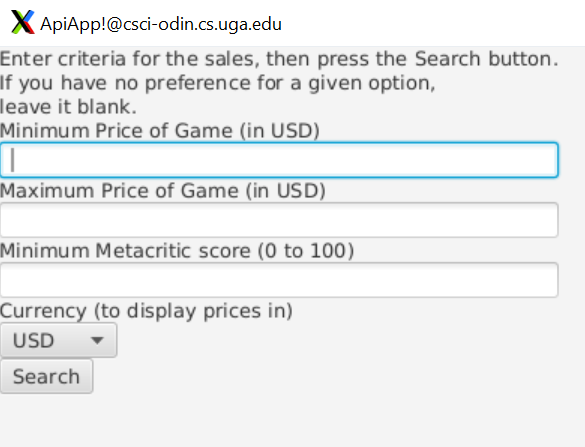 ApiApp!@csci-odin.cs.uga.edu
Enter criteria for the sales, then press the Search button.
If you have no preference for a given option,
leave it blank.
Minimum Price of Game (in USD)
Maximum Price of Game (in USD)
Minimum Metacritic score (0 to 100)
Currency (to display prices in)
USD
Search